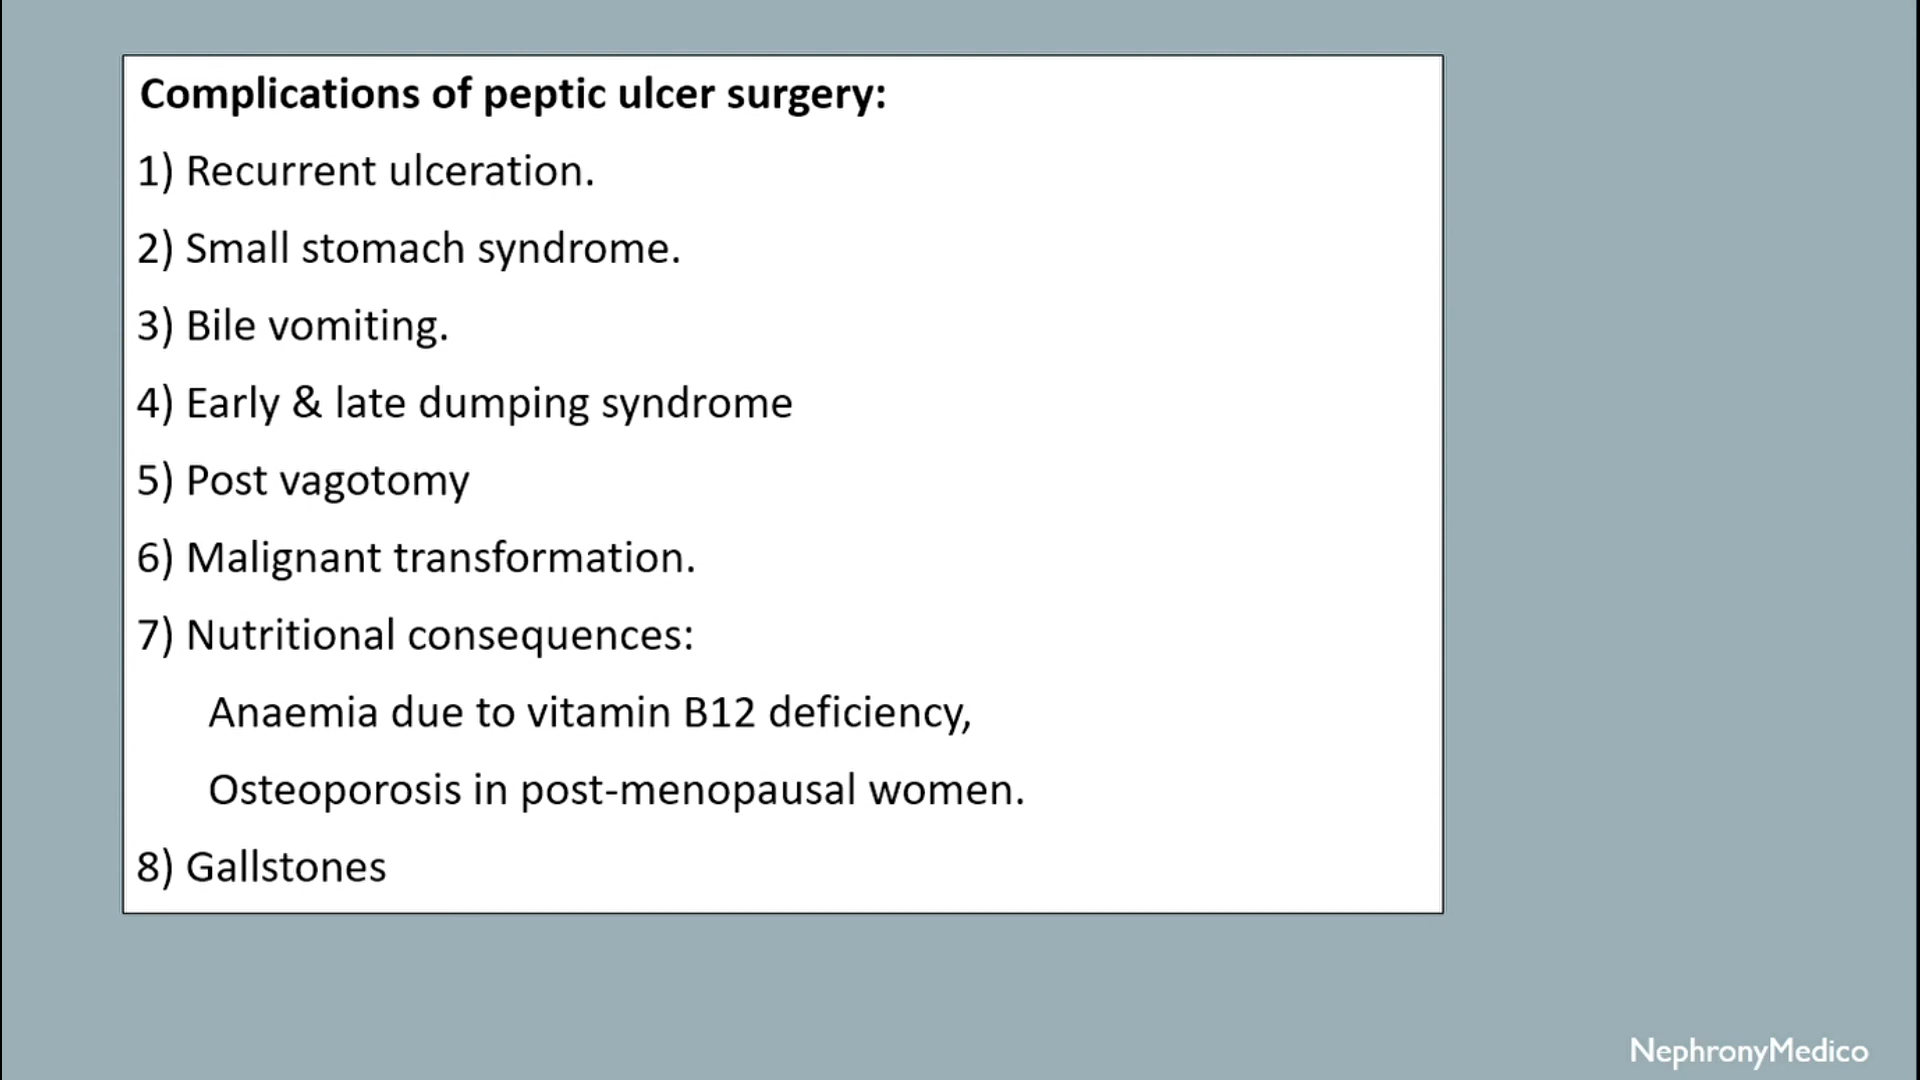 Complications of peptic ulcer surgery:
1) Recurrent ulceration.
2) Small stomach syndrome.
3) Bile vomiting.
4) Early & late dumping syndrome
5) Post vagotomy
6) Malignant transformation.
7) Nutritional consequences:
Anaemia due to vitamin B12 deficiency,
Osteoporosis in post-menopausal women.
8) Gallstones
NephronyMedico